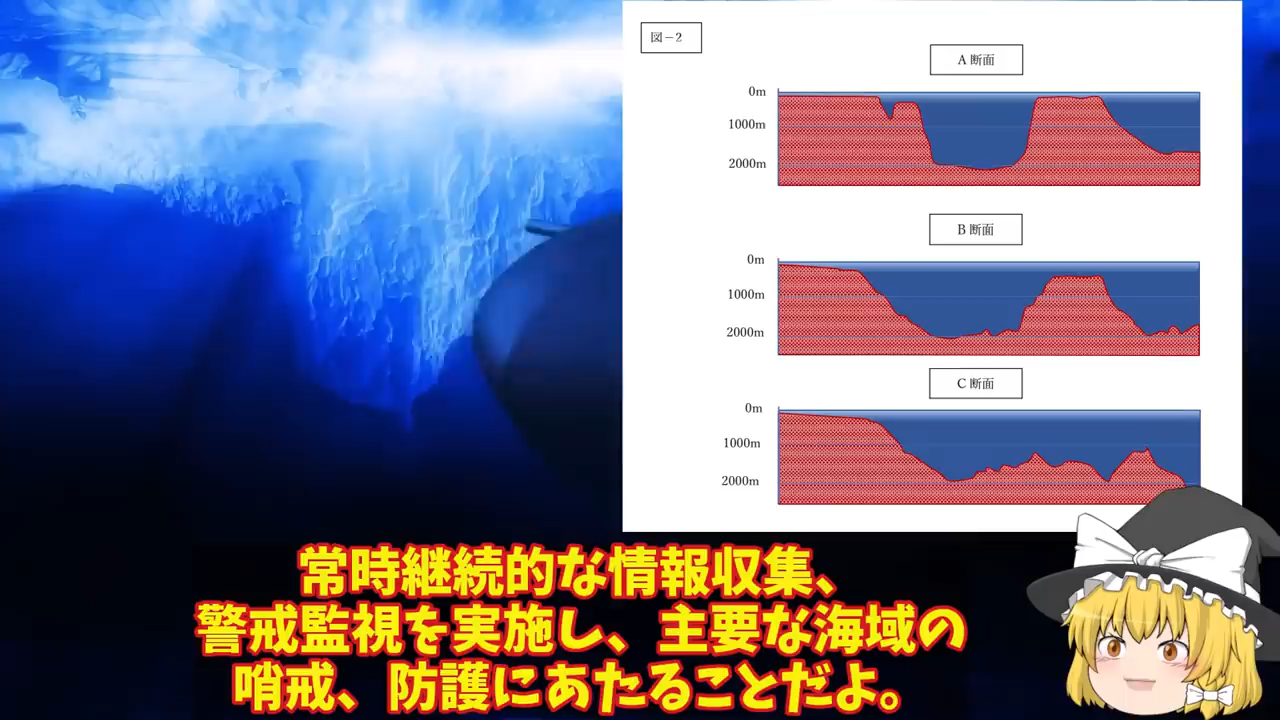 図－2
A 断面
0m
1000m
2000m
B 断面
0m
1000m
2000m
C 断面
0m
1000m
2000m
常時継続的な情報収集、
警戒監視を実施し、主要な海域の
哨戒、防護にあたることだよ。